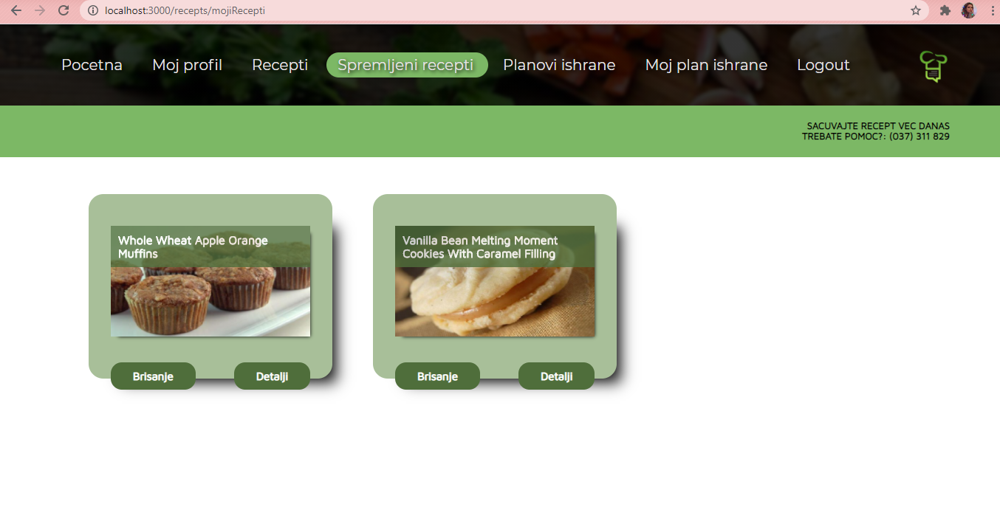 localhost:3000/recepts/mojiRecepti
Pocetna Moj profil Recepti Spremljeni recepti Planovi ishrane Moj plan ishrane Logout
SACUVAJTE RECEPT VEC DANAS
TREBATE POMOC?: (037) 311 829
Whole Wheat Apple Orange
Muffins
Brisanje Detalji
Vanilla Bean Melting Moment
Cookies With Caramel Filling
Brisanje Detalji